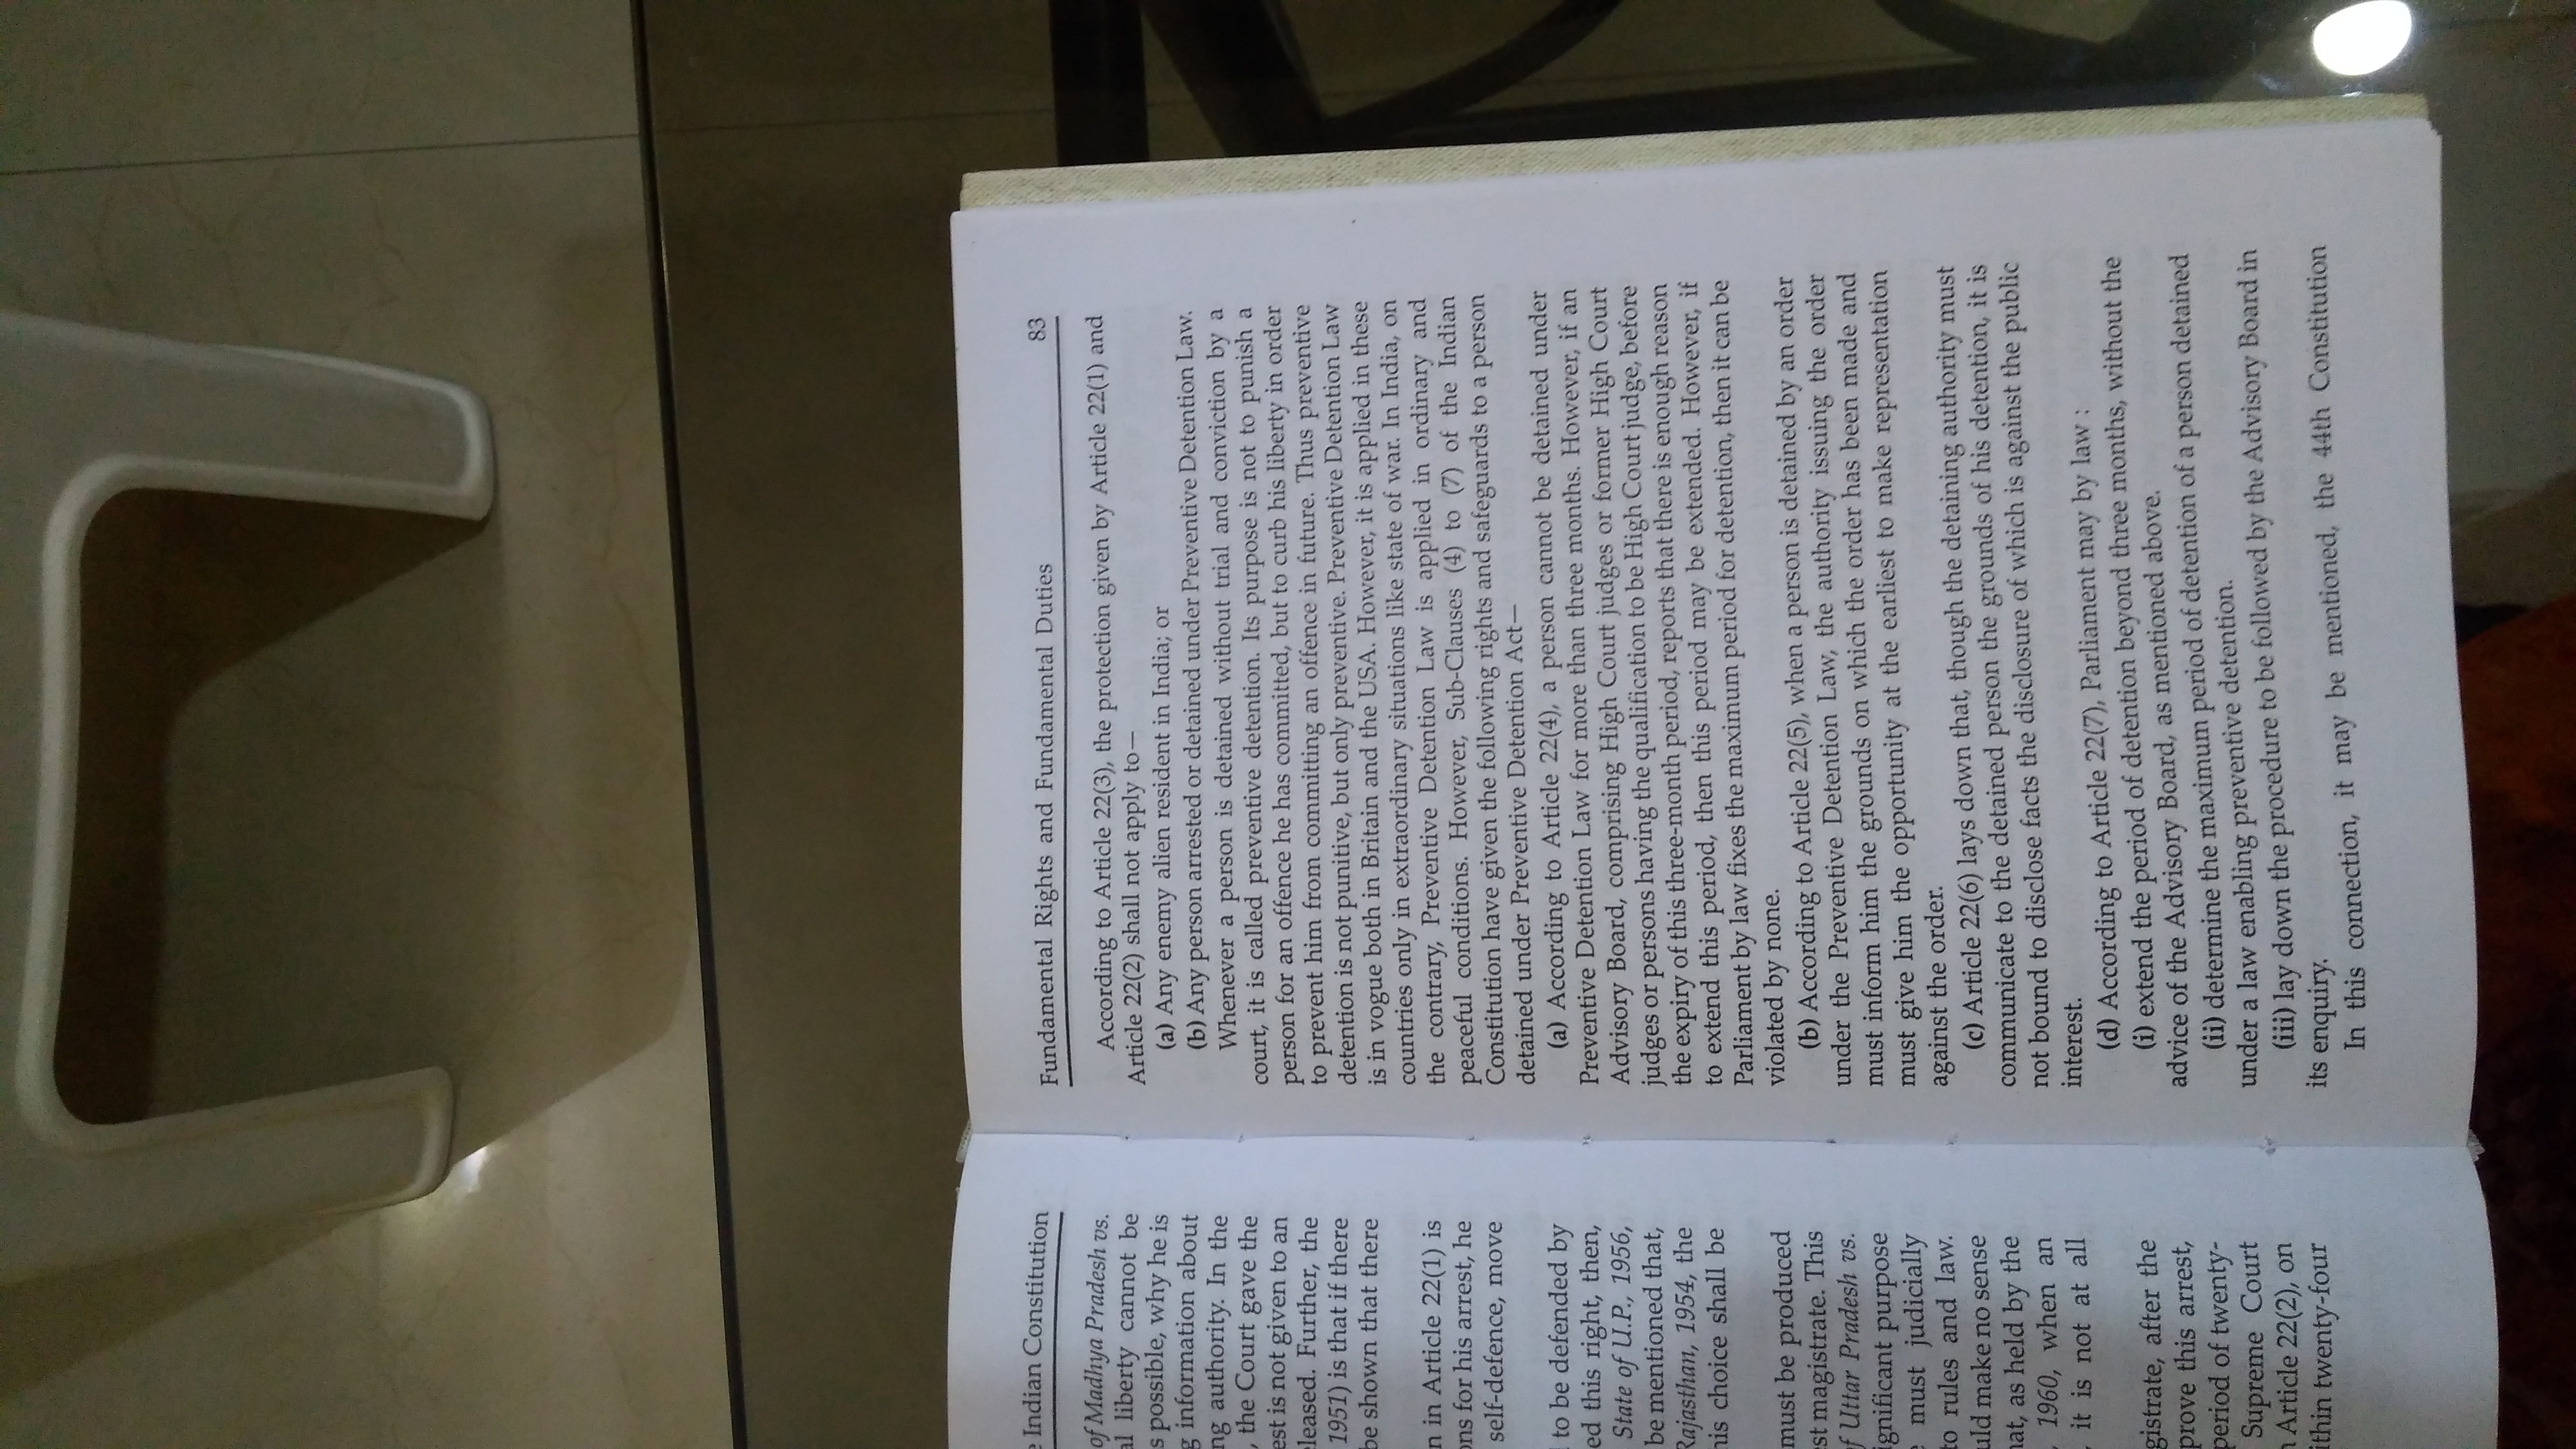 e Indian Constitution
of Madhya Pradesh vs.
al liberty cannot be
s possible, why he is
g information about
ng authority. In the
, the Court gave the
est is not given to an
leased. Further, the
1951) is that if there
be shown that there
n in Article 22(1) is
ons for his arrest, he
self-defence, move
to be defended by
ed this right, then,
State of U.P., 1956,
be mentioned that,
Rajasthan, 1954, the
his choice shall be
must be produced
st magistrate. This
f Uttar Pradesh vs.
ignificant purpose
must judicially
to rules and law.
uld make no sense
hat, as held by the
, 1960, when an
, it is not at all
gistrate, after the
prove this arrest,
period of twenty-
Supreme Court
n Article 22(2), on
ithin twenty-four
Fundamental Rights and Fundamental Duties 83
According to Article 22(3), the protection given by Article 22(1) and
Article 22(2) shall not apply to—
(a) Any enemy alien resident in India; or
(b) Any person arrested or detained under Preventive Detention Law.
Whenever a person is detained without trial and conviction by a
court, it is called preventive detention. Its purpose is not to punish a
person for an offence he has committed, but to curb his liberty in order
to prevent him from committing an offence in future. Thus preventive
detention is not punitive, but only preventive. Preventive Detention Law
is in vogue both in Britain and the USA. However, it is applied in these
countries only in extraordinary situations like state of war. In India, on
the contrary, Preventive Detention Law is applied in ordinary and
peaceful conditions. However, Sub-Clauses (4) to (7) of the Indian
Constitution have given the following rights and safeguards to a person
detained under Preventive Detention Act—
(a) According to Article 22(4), a person cannot be detained under
Preventive Detention Law for more than three months. However, if an
Advisory Board, comprising High Court judges or former High Court
judges or persons having the qualification to be High Court judge, before
the expiry of this three-month period, reports that there is enough reason
to extend this period, then this period may be extended. However, if
Parliament by law fixes the maximum period for detention, then it can be
violated by none.
(b) According to Article 22(5), when a person is detained by an order
under the Preventive Detention Law, the authority issuing the order
must inform him the grounds on which the order has been made and
must give him the opportunity at the earliest to make representation
against the order.
(c) Article 22(6) lays down that, though the detaining authority must
communicate to the detained person the grounds of his detention, it is
not bound to disclose facts the disclosure of which is against the public
interest.
(d) According to Article 22(7), Parliament may by law :
(i) extend the period of detention beyond three months, without the
advice of the Advisory Board, as mentioned above.
(ii) determine the maximum period of detention of a person detained
under a law enabling preventive detention.
(iii) lay down the procedure to be followed by the Advisory Board in
its enquiry.
In this connection, it may be mentioned, the 44th Constitution